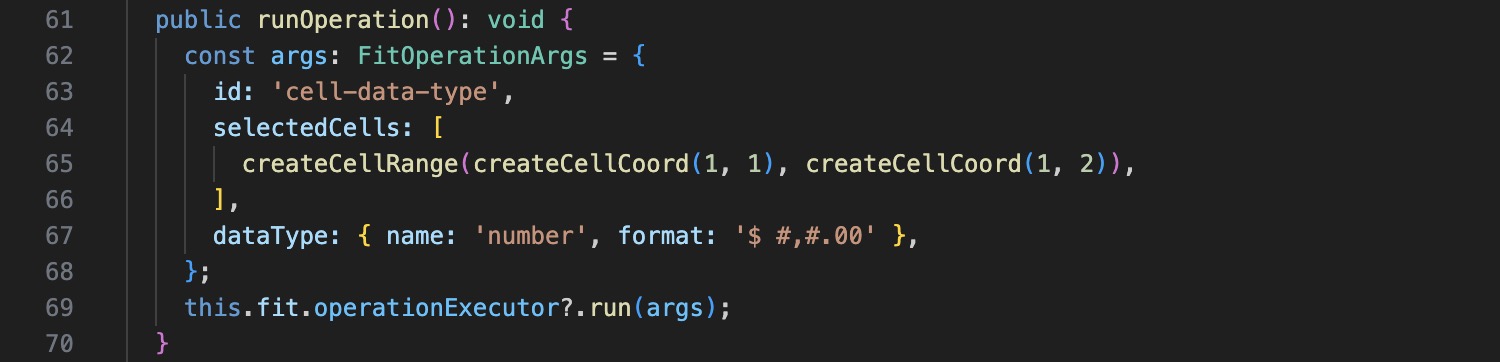 61 public runOperation(): void {
62 const args: FitOperationArgs = {
63 id: 'cell-data-type',
64 selectedCells: [
65 createCellRange(createCellCoord(1, 1), createCellCoord(1, 2)),
66 ],
67 dataType: { name: 'number', format: '$ #,#.00' },
68 };
69 this.fit.operationExecutor?.run(args);
70 }